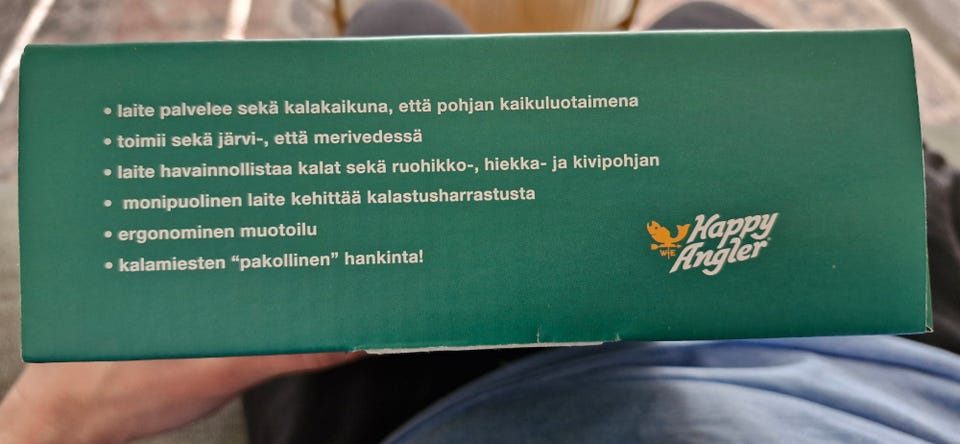 • laite palvelee sekä kalakaikuna, että pohjan kaikuluotaimena
• toimii sekä järvi-, että merivedessä
• laite havainnollistaa kalat sekä ruohikko-, hiekka- ja kivipohjan
• monipuolinen laite kehittää kalastusharrastusta
• ergonominen muotoilu
• kalamiesten “pakollinen” hankinta!
Happy
Angler
W E